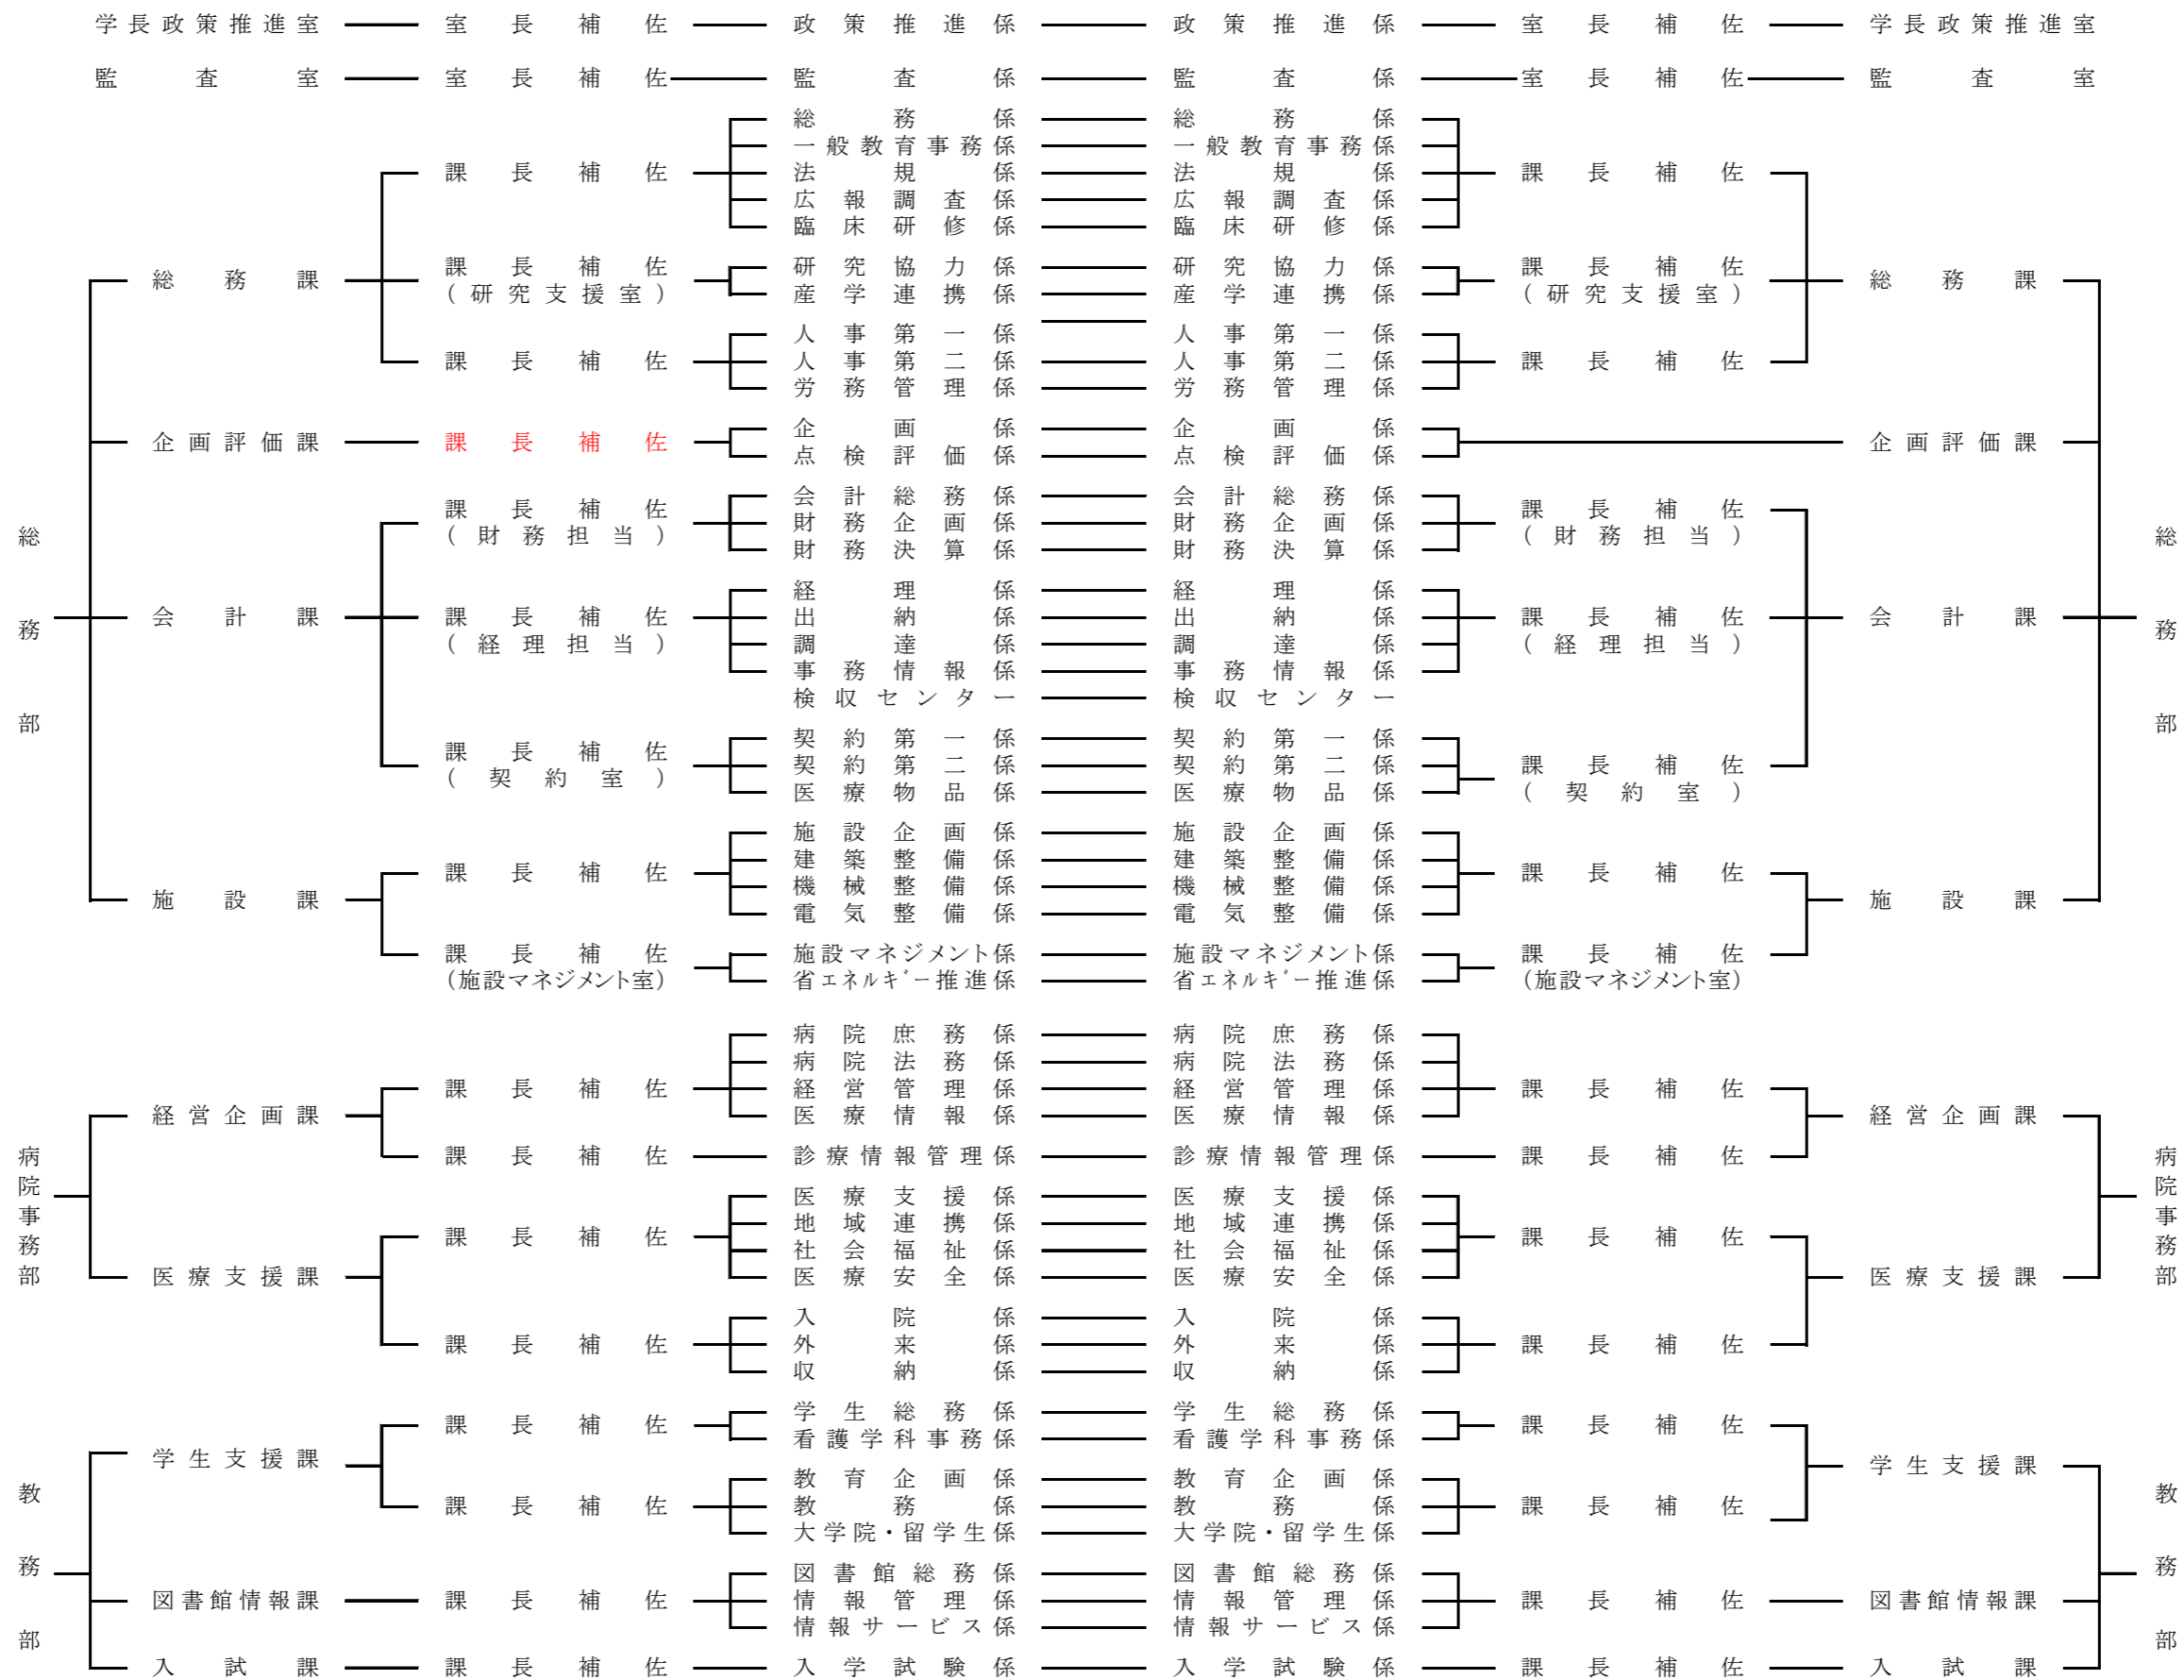 学長政策推進室 室長補佐 政策推進係 政策推進係 室長補佐 学長政策推進室
監査室 室長補佐 監査係 監査係 室長補佐 監査室
総務係 総務係
一般教育事務係 一般教育事務係
課長補佐 法規係 法規係 課長補佐
広報調査係 広報調査係
臨床研修係 臨床研修係
課長補佐 研究協力係 研究協力係 課長補佐
総務課 総務課
(研究支援室) 産学連携係 産学連携係 (研究支援室)
人事第一係 人事第一係
課長補佐 人事第二係 人事第二係 課長補佐
労務管理係 労務管理係
企画係 企画係
企画評価課 課長補佐 企画評価課
点検評価係 点検評価係
会計総務係 会計総務係
課長補佐 課長補佐
財務企画係 財務企画係
(財務担当) (財務担当)
財務決算係 財務決算係
経理係 経理係
総務部 会計課 課長補佐 出納係 出納係 課長補佐 会計課 総務部
(経理担当) 調達係 調達係 (経理担当)
事務情報係 事務情報係
検収センター 検収センター
契約第一係 契約第一係
課長補佐 課長補佐
契約第二係 契約第二係
(契約室) (契約室)
医療物品係 医療物品係
施設企画係 施設企画係
建築整備係 建築整備係
課長補佐 課長補佐
機械整備係 機械整備係
施設課 施設課
電気整備係 電気整備係
課長補佐 施設マネジメント係 施設マネジメント係 課長補佐
(施設マネジメント室) 省エネルギー推進係 省エネルギー推進係 (施設マネジメント室)
病院庶務係 病院庶務係
病院法務係 病院法務係
課長補佐 経営管理係 経営管理係 課長補佐
経営企画課 医療情報係 医療情報係 経営企画課
課長補佐 診療情報管理係 診療情報管理係 課長補佐
病院事務部 医療支援係 医療支援係 病院事務部
地域連携係 地域連携係
課長補佐 課長補佐
社会福祉係 社会福祉係
医療支援課 医療安全係 医療安全係 医療支援課
入院係 入院係
課長補佐 外来係 外来係 課長補佐
収納係 収納係
学生総務係 学生総務係
課長補佐 課長補佐
看護学科事務係 看護学科事務係
学生支援課 学生支援課
教育企画係 教育企画係
課長補佐 教務係 教務係 課長補佐
大学院・留学生係 大学院・留学生係
教務部 図書館総務係 図書館総務係 教務部
図書館情報課 課長補佐 情報管理係 情報管理係 課長補佐 図書館情報課
情報サービス係 情報サービス係
入試課 課長補佐 入学試験係 入学試験係 課長補佐 入試課